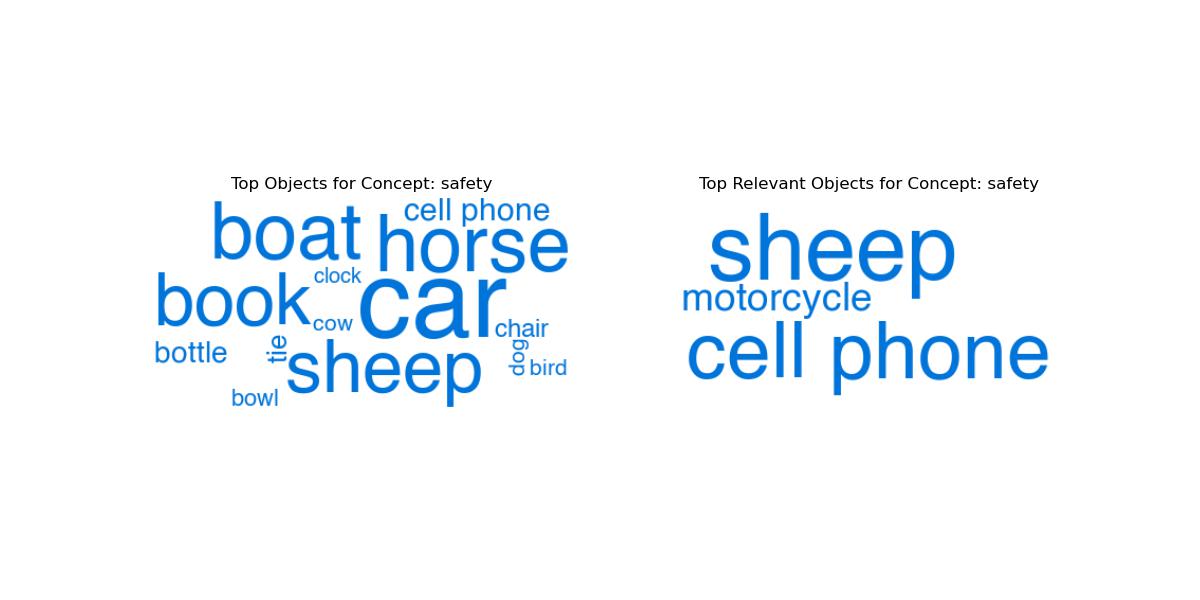 Top Objects for Concept: safety
cell phone
boat
horse
clock
book
car
cow
chair
tie
bottle
sheep
dog
bird
bowl
Top Relevant Objects for Concept: safety
sheep
motorcycle
cell phone